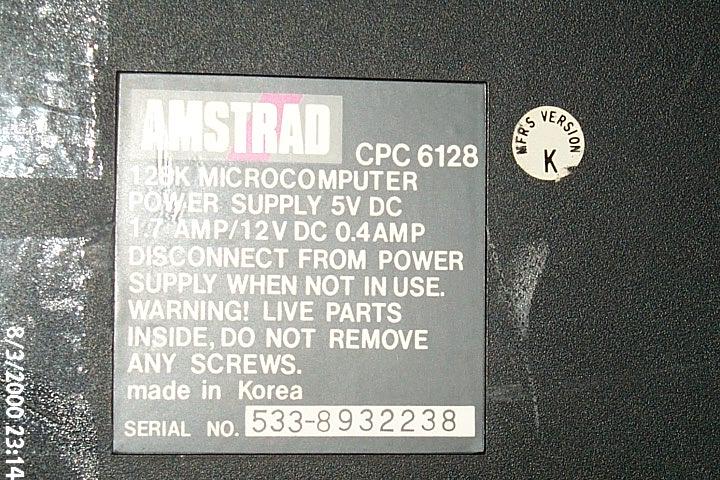 AMSTRAD
CPC 6128
128K MICROCOMPUTER
POWER SUPPLY 5V DC
1.7 AMP/12V DC 0.4AMP
DISCONNECT FROM POWER
SUPPLY WHEN NOT IN USE.
WARNING! LIVE PARTS
INSIDE, DO NOT REMOVE
ANY SCREWS.
made in Korea
SERIAL NO. 533-8932238
MFR'S VERSION
K
8/3/2000 23:14